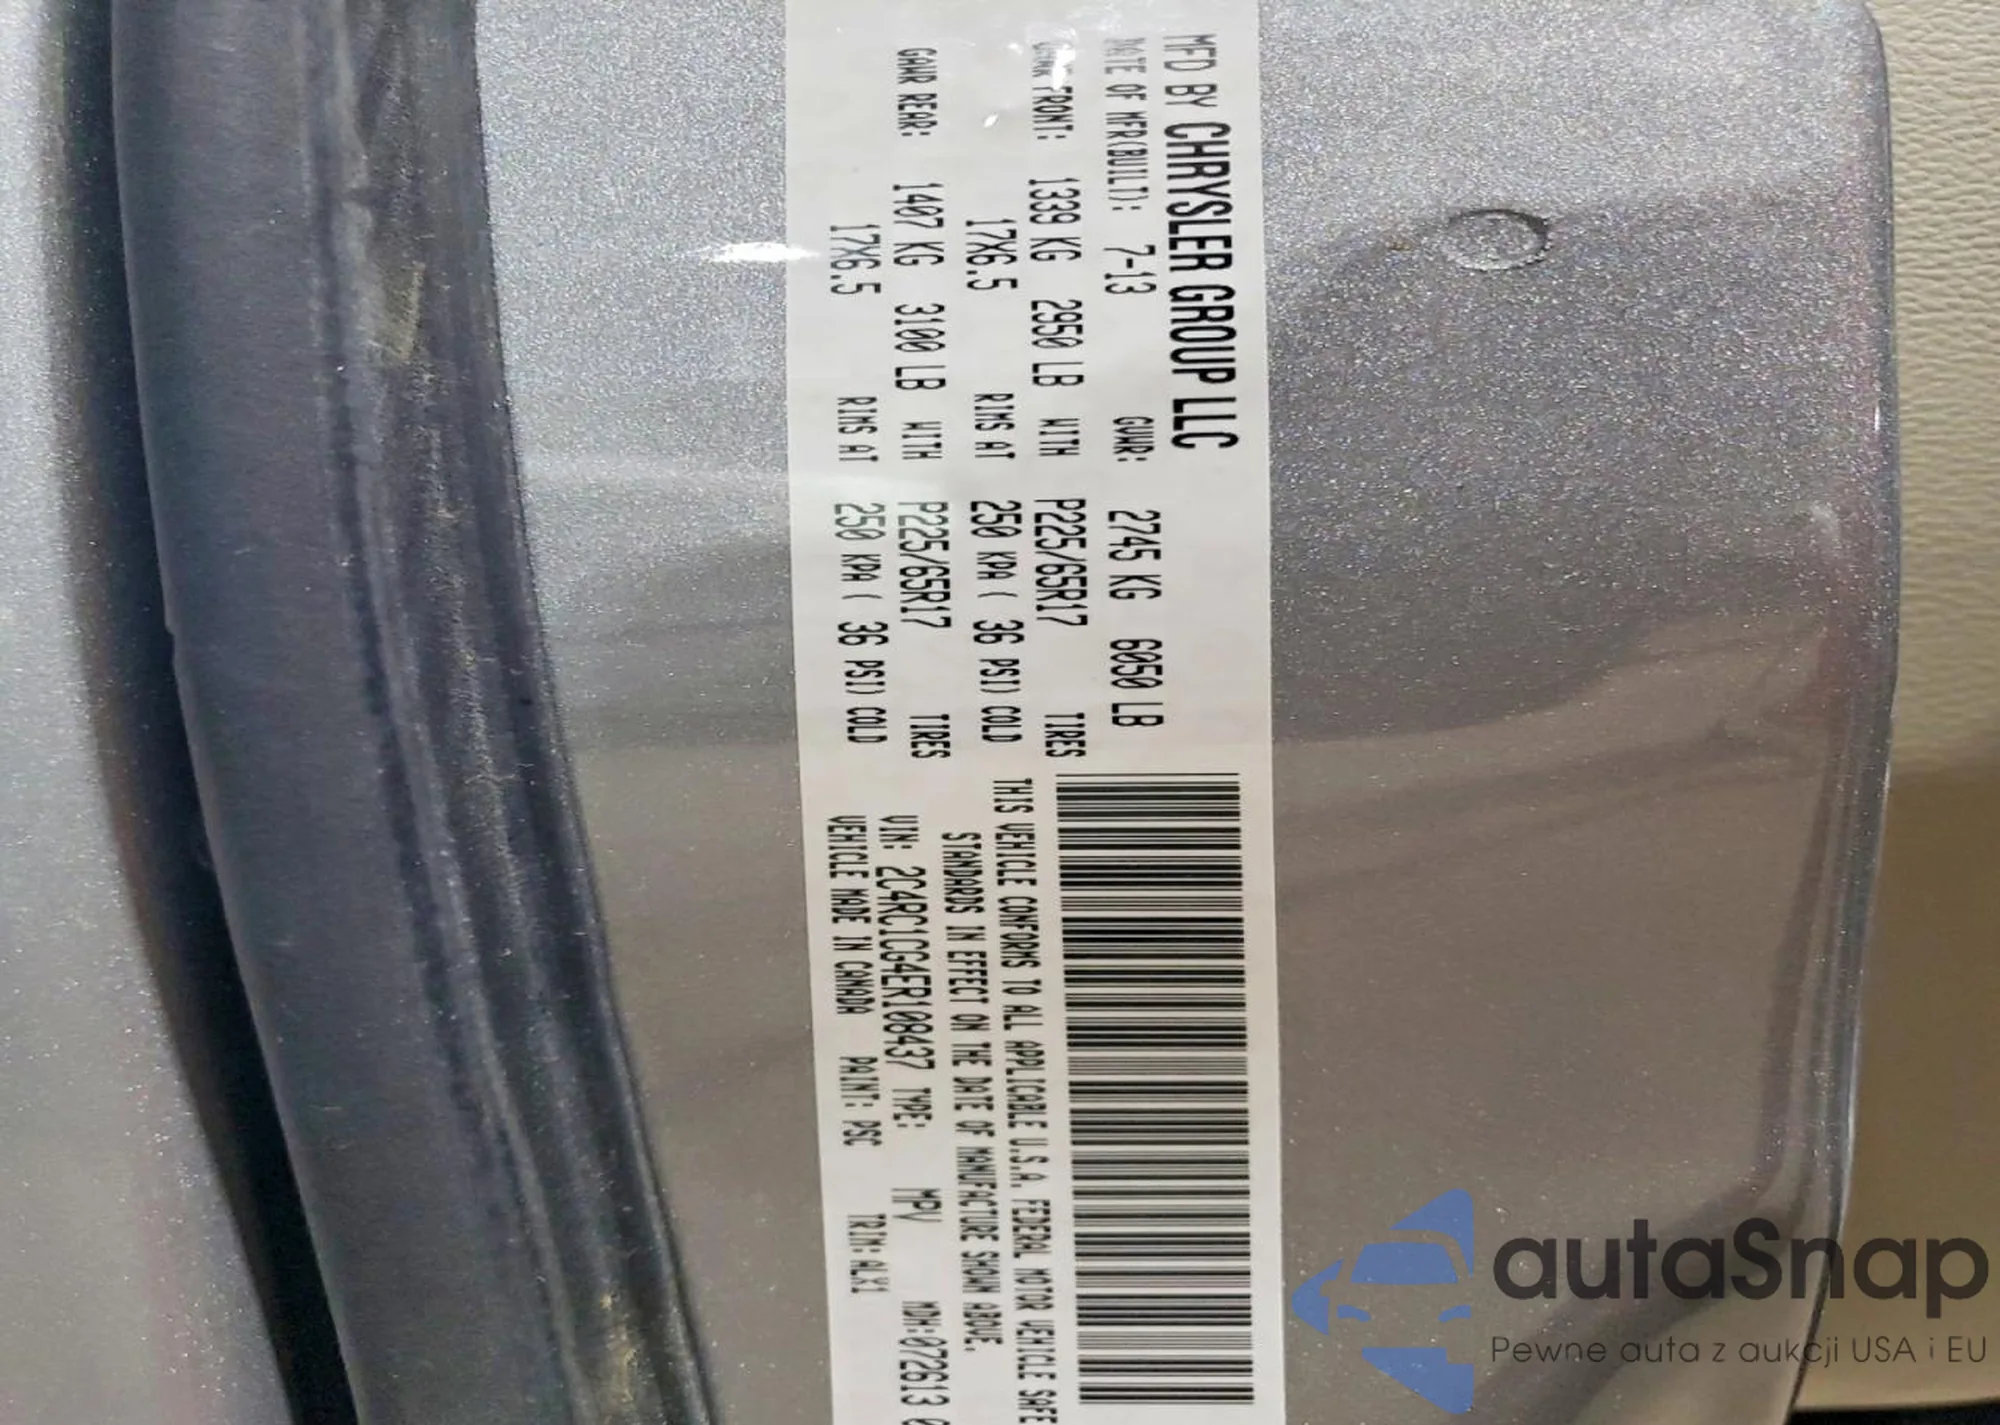 MFD BY CHRYSLER GROUP LLC
DATE OF MFR(BUILT): 7-13 GVWR: 2745 KG 6050 LB
GAWR FRONT: 1339 KG 2950 LB WITH P225/65R17 TIRES
17X6.5 RIMS AT 250 KPA ( 36 PSI) COLD
GAWR REAR: 1407 KG 3100 LB WITH P225/65R17 TIRES
17X6.5 RIMS AT 250 KPA ( 36 PSI) COLD
THIS VEHICLE CONFORMS TO ALL APPLICABLE U.S.A. FEDERAL MOTOR VEHICLE SAFE
STANDARDS IN EFFECT ON THE DATE OF MANUFACTURE SHOWN ABOVE.
VIN: 2C4RC1CG4ER108437 TYPE: MPV MDH:072613 0
VEHICLE MADE IN CANADA PAINT: PSC TRIM: ALX1
autaSnap
Pewne auta z aukcji USA i EU